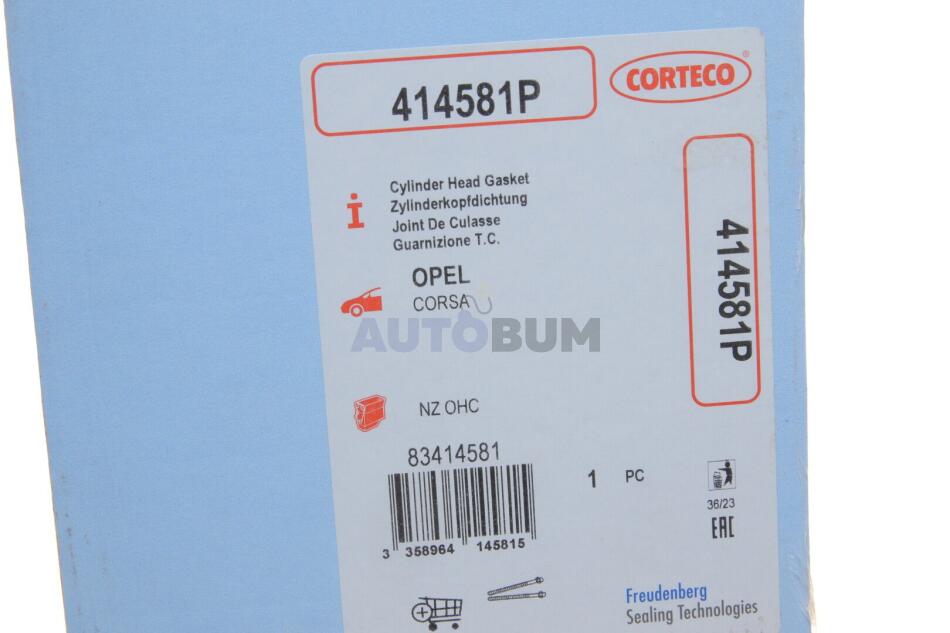 414581P
CORTECO®
Cylinder Head Gasket
Zylinderkopfdichtung
Joint De Culasse
Guarnizione T.C.
414581P
OPEL
CORSA
AUTOBUM
NZ OHC
83414581
1 PC
3 358964 145815
36/23
EAC
Freudenberg
Sealing Technologies